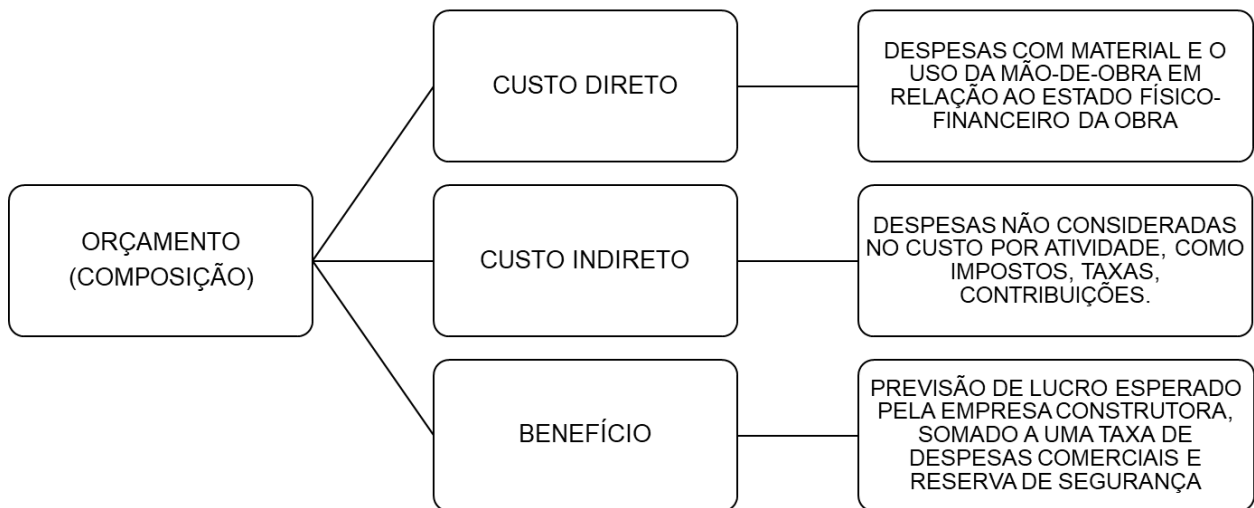 ORÇAMENTO
(COMPOSIÇÃO)
CUSTO DIRETO
DESPESAS COM MATERIAL E O
USO DA MÃO-DE-OBRA EM
RELAÇÃO AO ESTADO FÍSICO-
FINANCEIRO DA OBRA
CUSTO INDIRETO
DESPESAS NÃO CONSIDERADAS
NO CUSTO POR ATIVIDADE, COMO
IMPOSTOS, TAXAS,
CONTRIBUIÇÕES.
BENEFÍCIO
PREVISÃO DE LUCRO ESPERADO
PELA EMPRESA CONSTRUTORA,
SOMADO A UMA TAXA DE
DESPESAS COMERCIAIS E
RESERVA DE SEGURANÇA